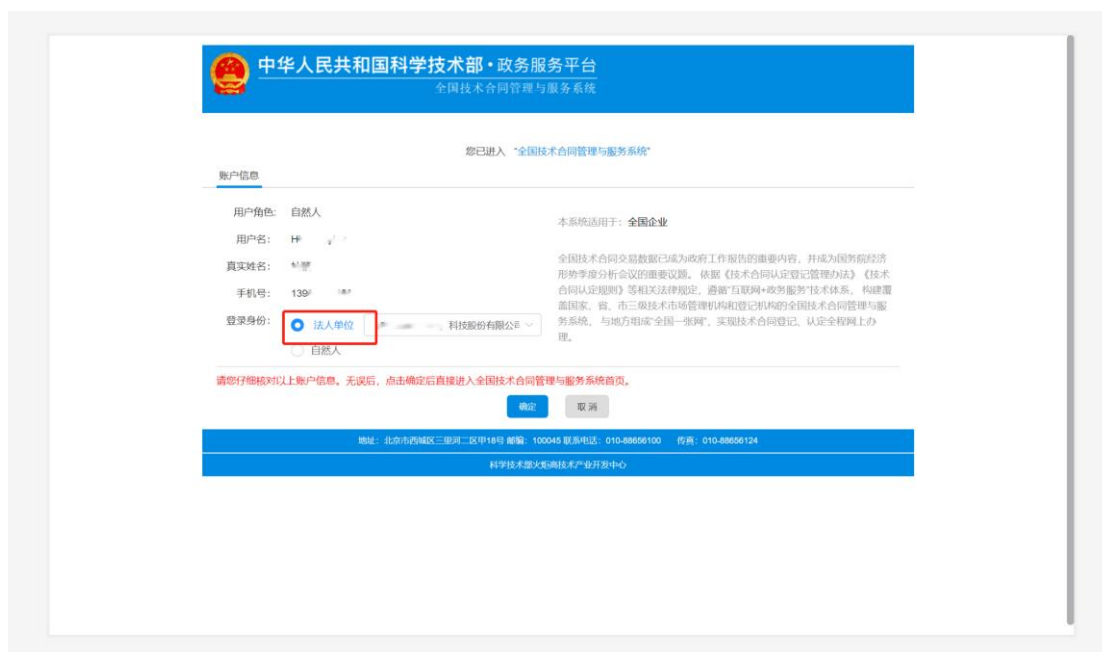 中华人民共和国科学技术部·政务服务平台
全国技术合同管理与服务系统
您已进入 "全国技术合同管理与服务系统"
账户信息
用户角色: 自然人
用户名: H
真实姓名:
手机号: 139
登录身份: 法人单位 科技股份有限公司
自然人
本系统适用于: 全国企业
全国技术合同交易数据已成为政府工作报告的重要内容，并成为国务院经济
形势季度分析会议的重要议题。 依据《技术合同认定登记管理办法》《技术
合同认定规则》等相关法律规定，遵循"互联网+政务服务"技术体系， 构建覆
盖国家、省、市三级技术市场管理机构和登记机构的全国技术合同管理与服
务系统， 与地方组成"全国一张网"，实现技术合同登记、认定全程网上办
理。
请您仔细核对以上账户信息。无误后，点击确定后直接进入全国技术合同管理与服务系统首页。
确定 取消
地址：北京市西城区三里河二区甲18号 邮编：100045 联系电话：010-88656100 传真：010-88656124
科学技术部火炬高技术产业开发中心